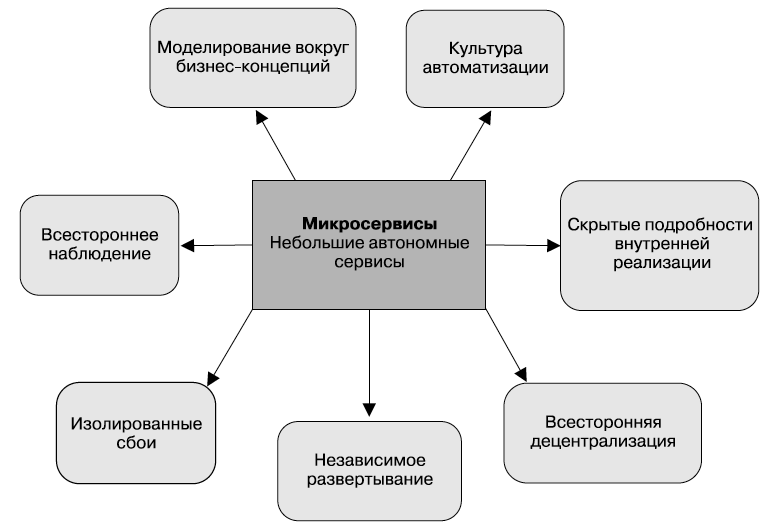 Моделирование вокруг
бизнес-концепций
Культура
автоматизации
Всестороннее
наблюдение
Микросервисы
Небольшие автономные
сервисы
Скрытые подробности
внутренней
реализации
Изолированные
сбои
Независимое
развертывание
Всесторонняя
децентрализация